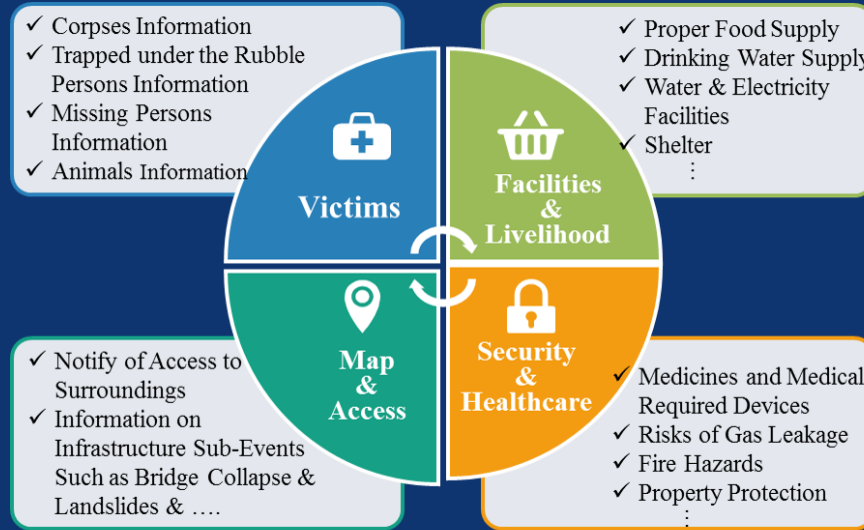 ✓ Corpses Information
✓ Trapped under the Rubble
Persons Information
✓ Missing Persons
Information
✓ Animals Information
✓ Proper Food Supply
✓ Drinking Water Supply
✓ Water & Electricity
Facilities
✓ Shelter
⋮
Victims
Facilities
&
Livelihood
Map
&
Access
Security
&
Healthcare
✓ Notify of Access to
Surroundings
✓ Information on
Infrastructure Sub-Events
Such as Bridge Collapse &
Landslides & ….
✓ Medicines and Medical
Required Devices
✓ Risks of Gas Leakage
✓ Fire Hazards
✓ Property Protection
⋮